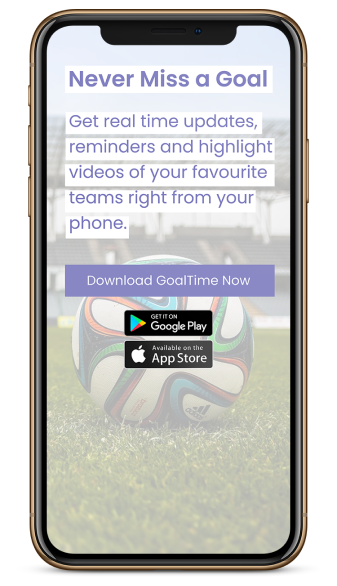 Never Miss a Goal
Get real time updates,
reminders and highlight
videos of your favourite
teams right from your
phone.
Download GoalTime Now
GET IT ON
Google Play
Available on the
App Store
adidas